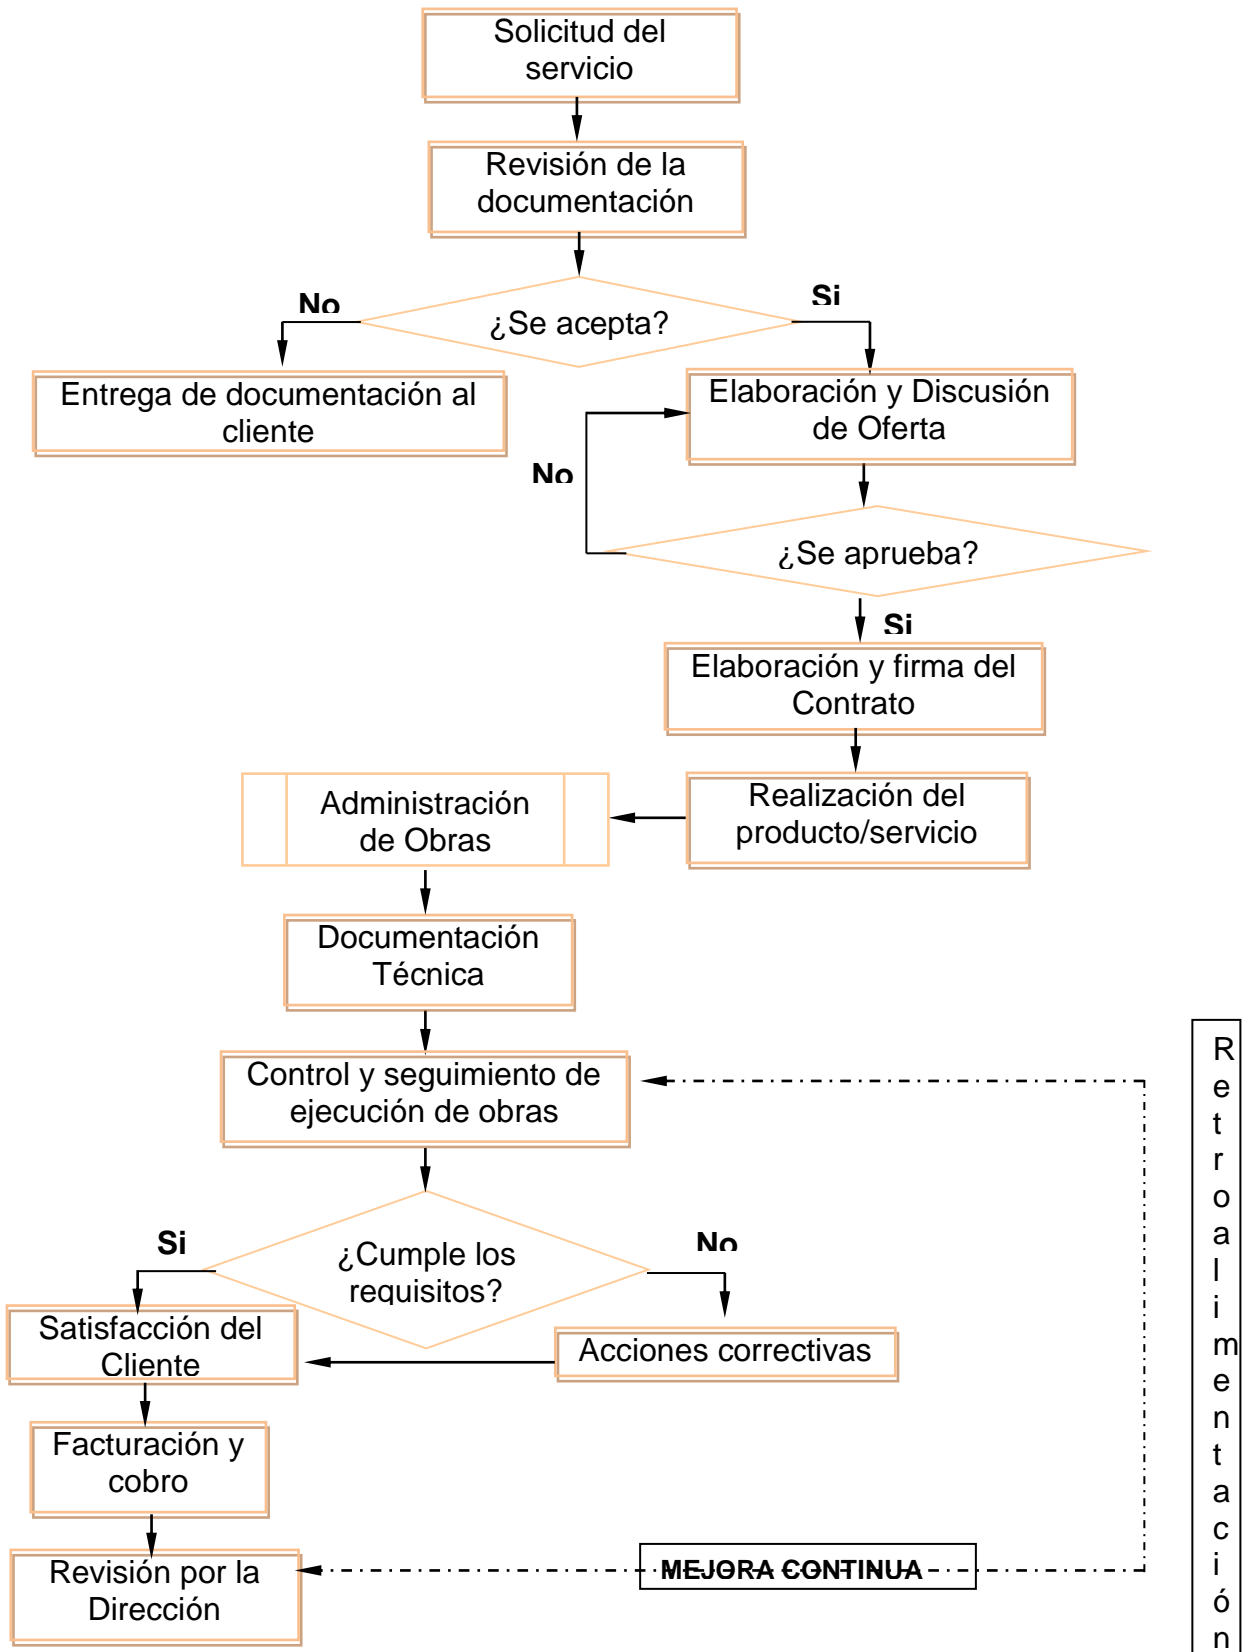 Solicitud del
servicio
Revisión de la
documentación
No
Si
¿Se acepta?
Entrega de documentación al
cliente
Elaboración y Discusión
de Oferta
No
¿Se aprueba?
Si
Elaboración y firma del
Contrato
Administración
de Obras
Realización del
producto/servicio
Documentación
Técnica
Control y seguimiento de
ejecución de obras
Si
No
¿Cumple los
requisitos?
Satisfacción del
Cliente
Acciones correctivas
Facturación y
cobro
Revisión por la
Dirección
MEJORA CONTINUA
Retroalimentación